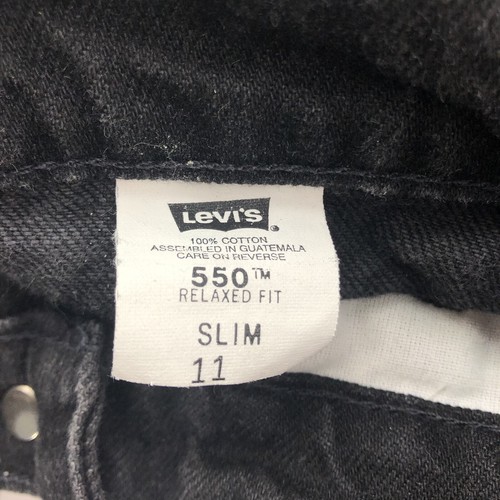 Levi's
100% COTTON
ASSEMBLED IN GUATEMALA
CARE ON REVERSE
550™
RELAXED FIT
SLIM
11